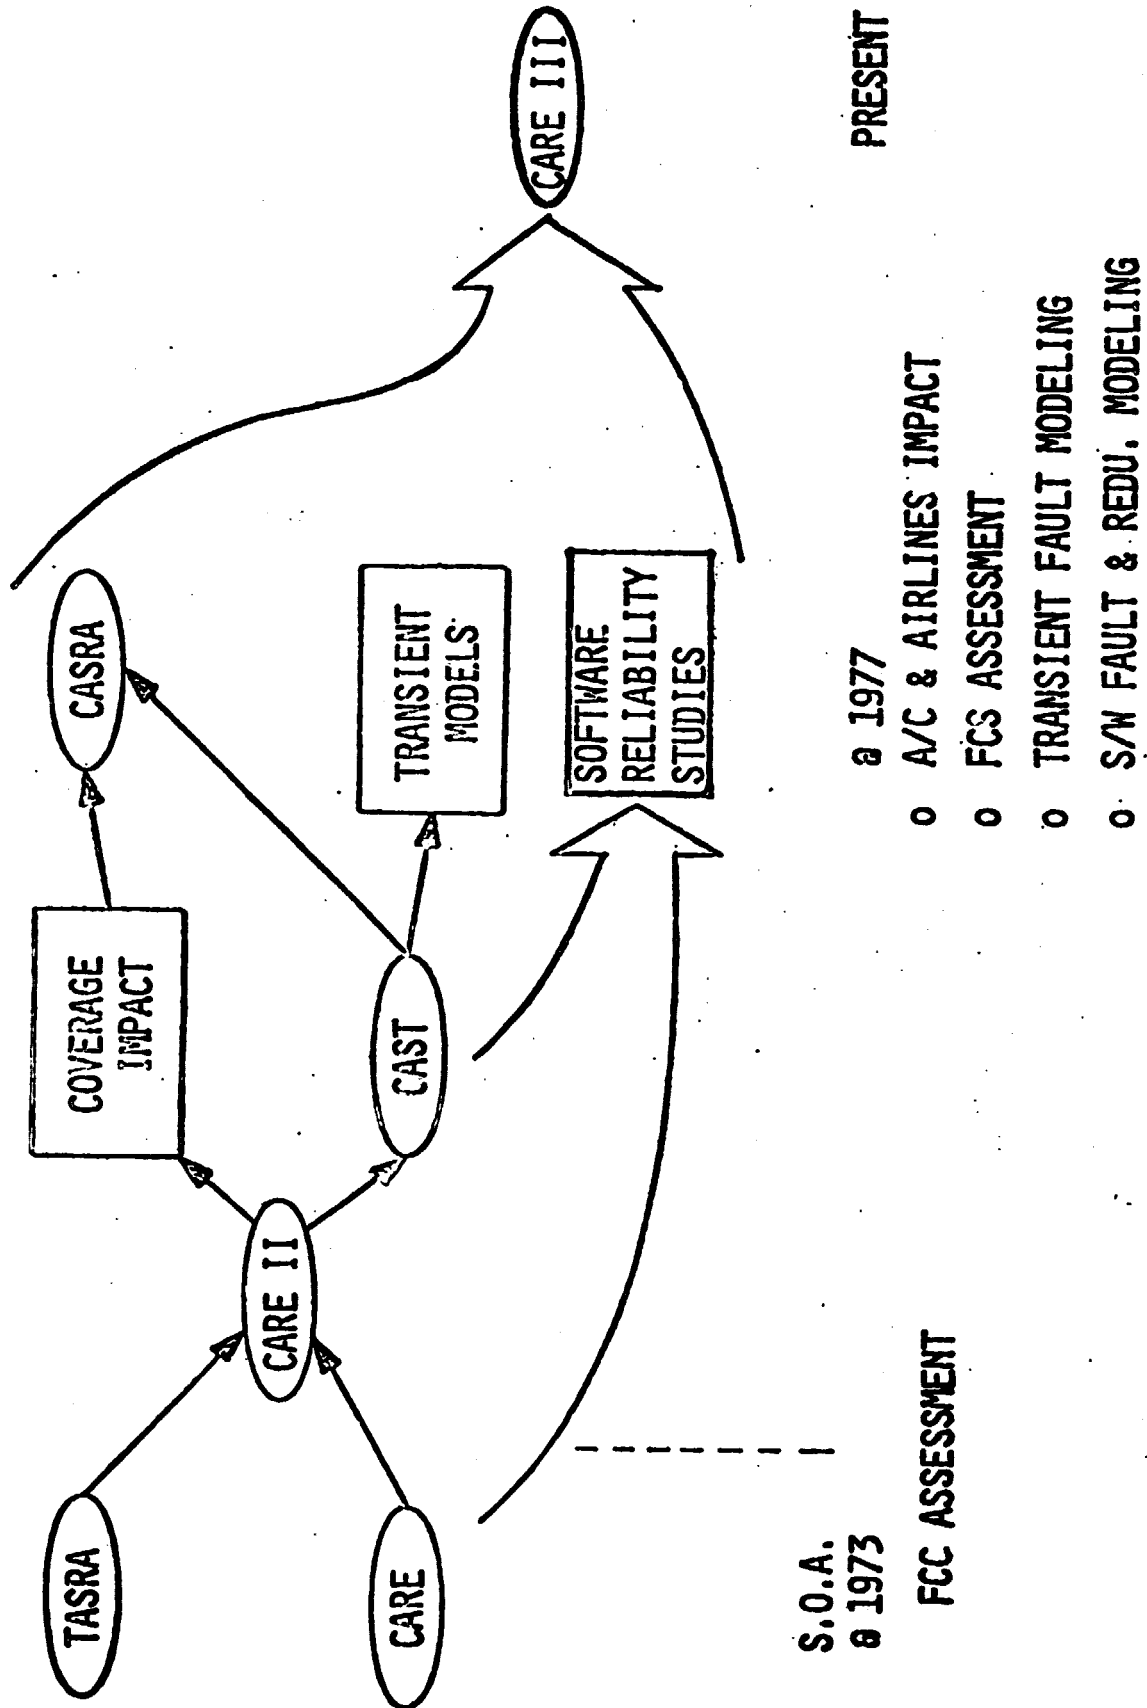 TASRA
CARE
CARE II
COVERAGE
IMPACT
CAST
CASRA
TRANSIENT
MODELS
SOFTWARE
RELIABILITY
STUDIES
CARE III
S.O.A.
@ 1973
FCC ASSESSMENT
@ 1977
o A/C & AIRLINES IMPACT
o FCS ASSESSMENT
o TRANSIENT FAULT MODELING
o S/W FAULT & REDU. MODELING
PRESENT